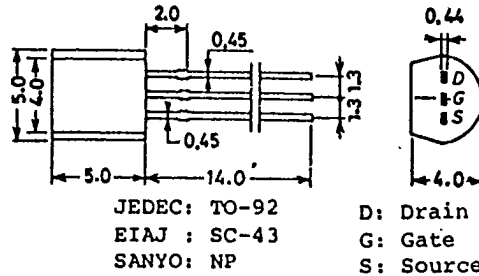 2.0
0.44
0,45
5.0
4.0
1.3
1.3
D
G
S
0,45
5.0
14.0
4.0
JEDEC: TO-92
EIAJ : SC-43
SANYO: NP
D: Drain
G: Gate
S: Source